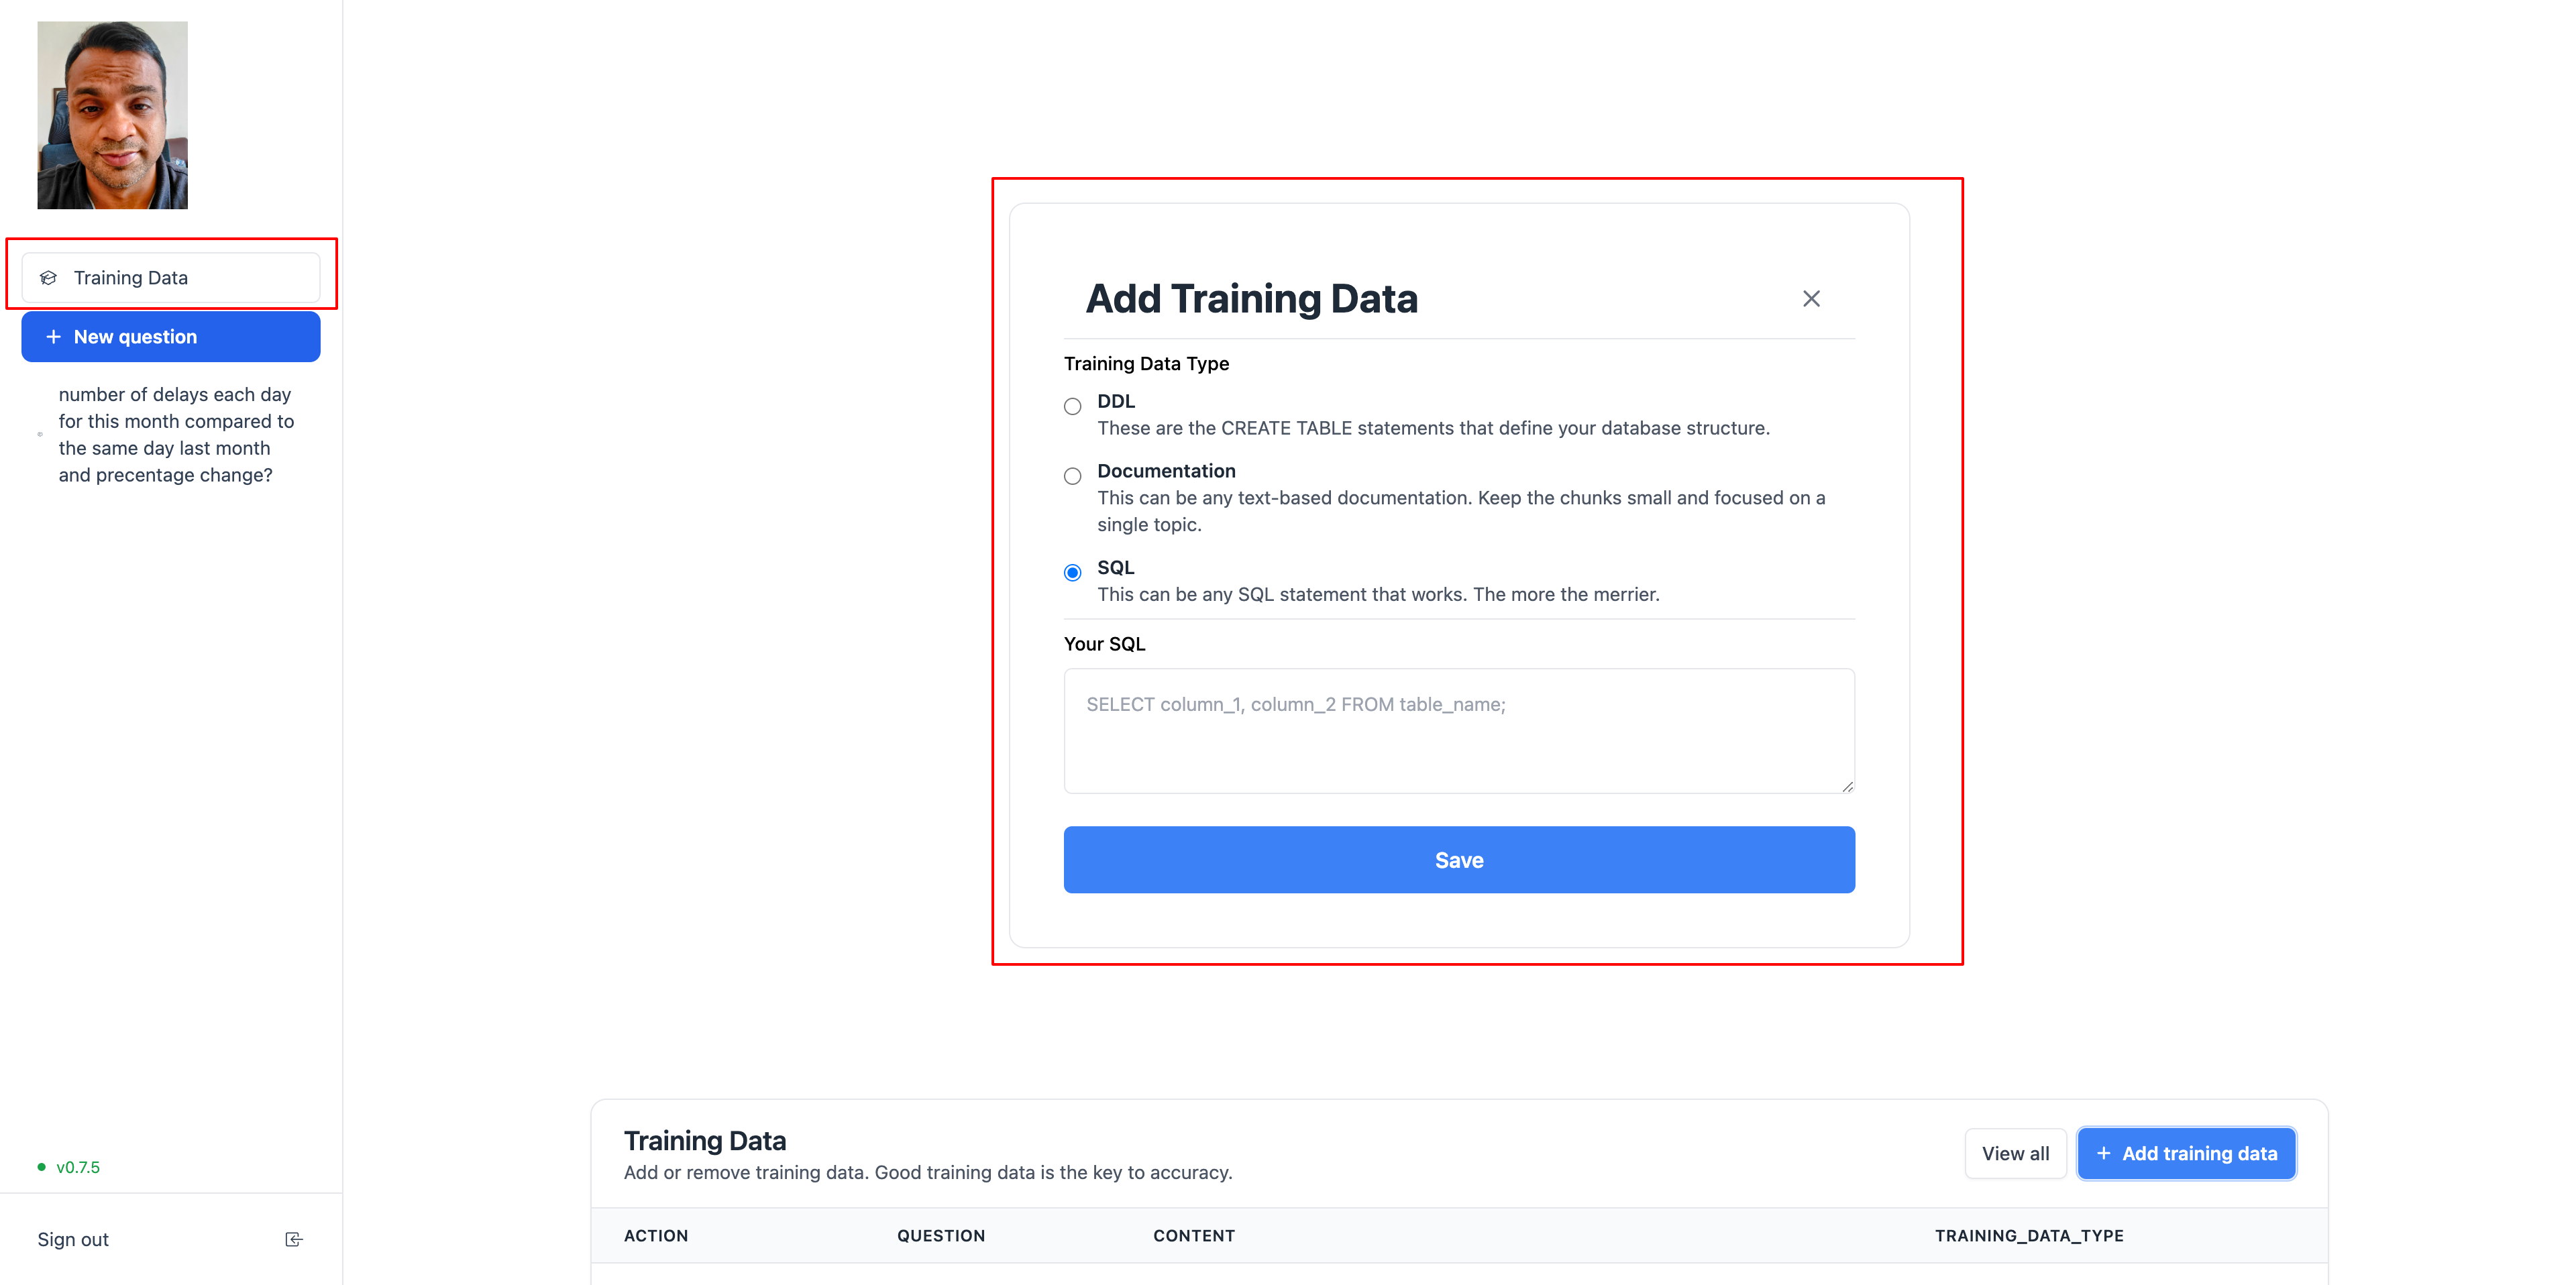 Training Data
+ New question
number of delays each day
for this month compared to
the same day last month
and precentage change?
v0.7.5
Sign out
Add Training Data
Training Data Type
DDL
These are the CREATE TABLE statements that define your database structure.
Documentation
This can be any text-based documentation. Keep the chunks small and focused on a
single topic.
SQL
This can be any SQL statement that works. The more the merrier.
Your SQL
SELECT column_1, column_2 FROM table_name;
Save
Training Data
Add or remove training data. Good training data is the key to accuracy.
View all
+ Add training data
ACTION QUESTION CONTENT TRAINING_DATA_TYPE